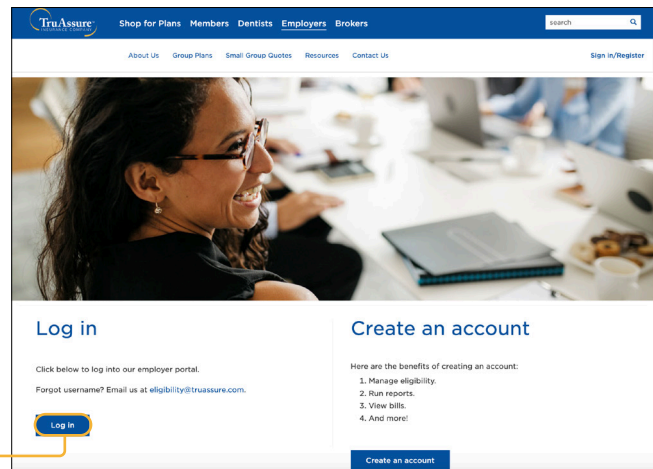 TruAssure
INSURANCE COMPANY
Shop for Plans Members Dentists Employers Brokers
search
About Us Group Plans Small Group Quotes Resources Contact Us
Sign in/Register
Log in
Click below to log into our employer portal.
Forgot username? Email us at eligibility@truassure.com.
Log in
Create an account
Here are the benefits of creating an account:
1. Manage eligibility.
2. Run reports.
3. View bills.
4. And more!
Create an account